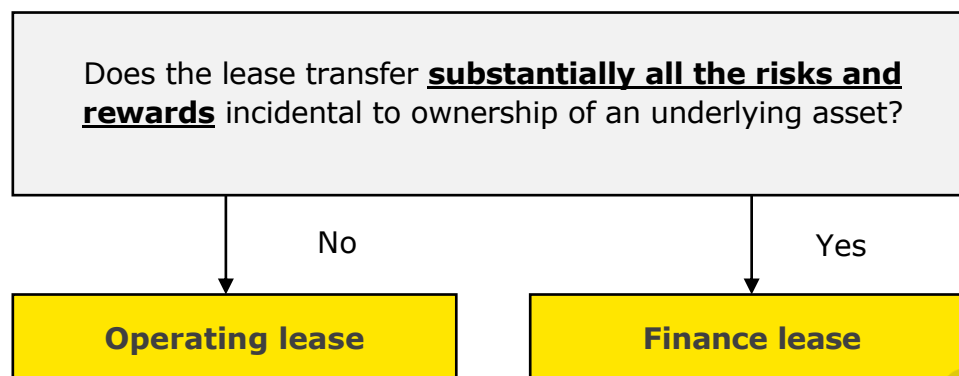 Does the lease transfer substantially all the risks and
rewards incidental to ownership of an underlying asset?
No
Yes
Operating lease
Finance lease